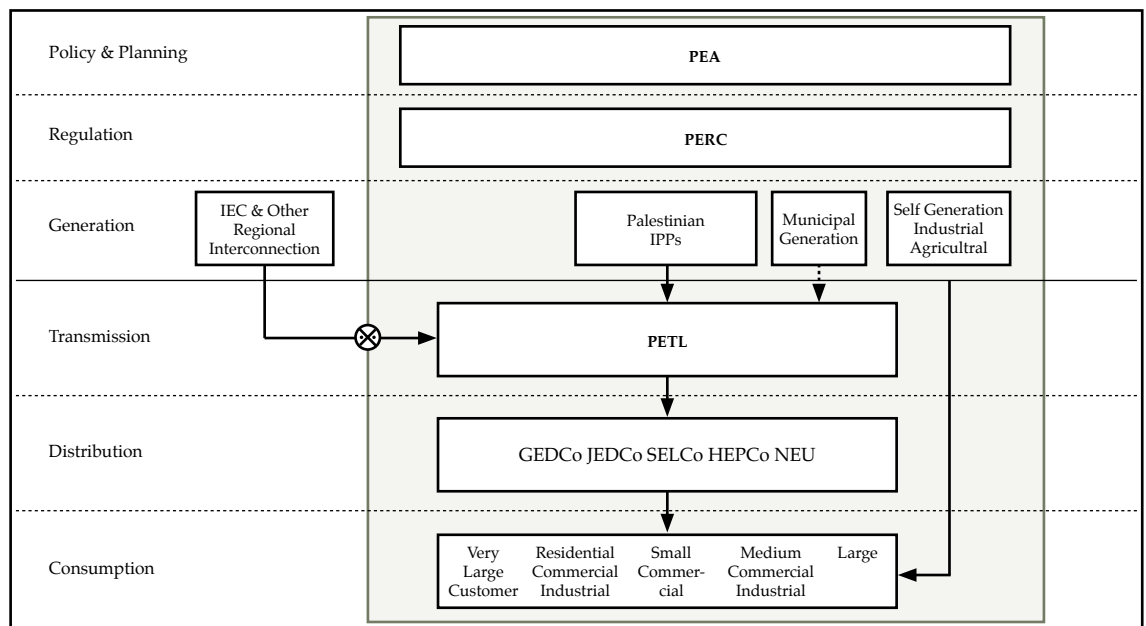 Policy & Planning
PEA
Regulation
PERC
Generation
IEC & Other
Regional
Interconnection
Palestinian
IPPs
Municipal
Generation
Self Generation
Industrial
Agricultral
Transmission
PETL
Distribution
GEDCo JEDCo SELCo HEPCo NEU
Consumption
Very
Large
Customer
Residential
Commercial
Industrial
Small
Commer-
cial
Medium
Commercial
Industrial
Large